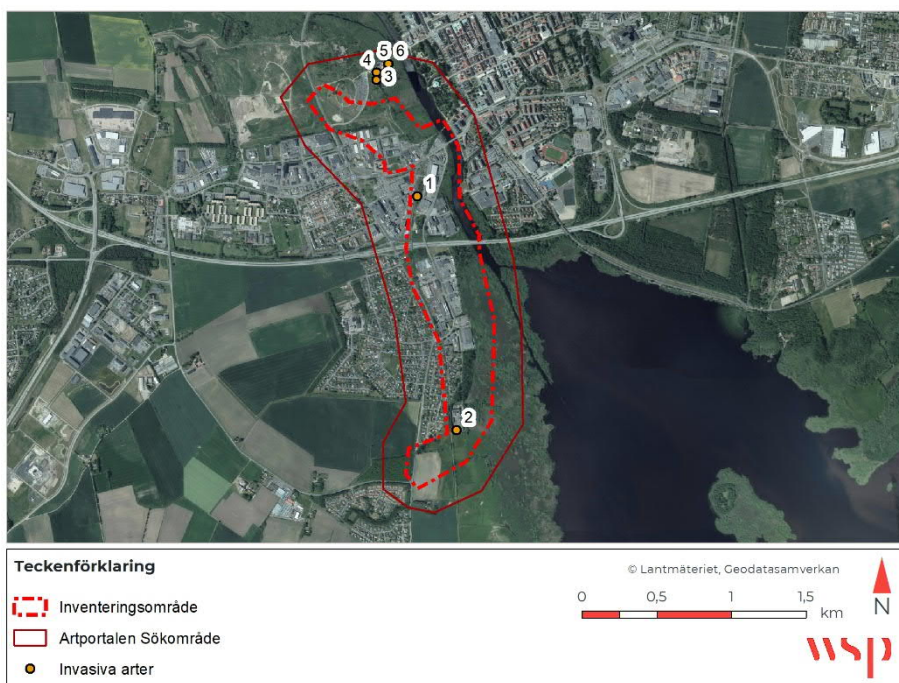 5 6
4
3
1
2
Teckenförklaring
Inventeringsområde
Artportalen Sökområde
Invasiva arter
© Lantmäteriet, Geodatasamverkan
0 0,5 1 1,5
km
N
wsp